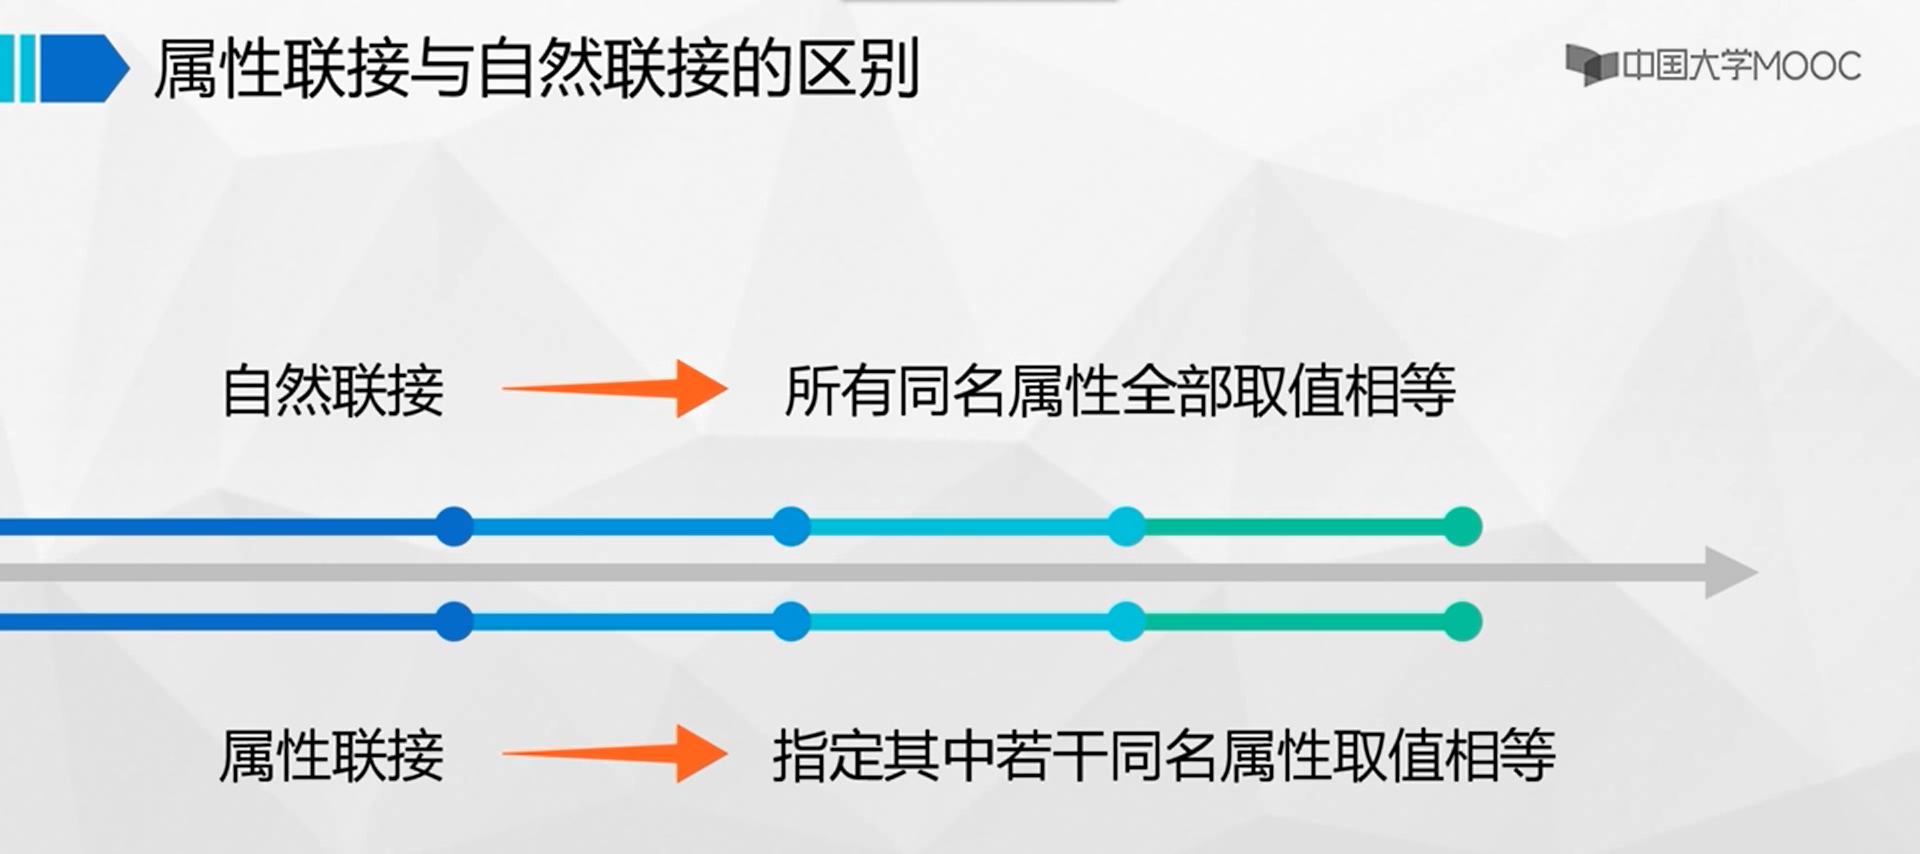 属性联接与自然联接的区别
中国大学MOOC
自然联接
所有同名属性全部取值相等
属性联接
指定其中若干同名属性取值相等